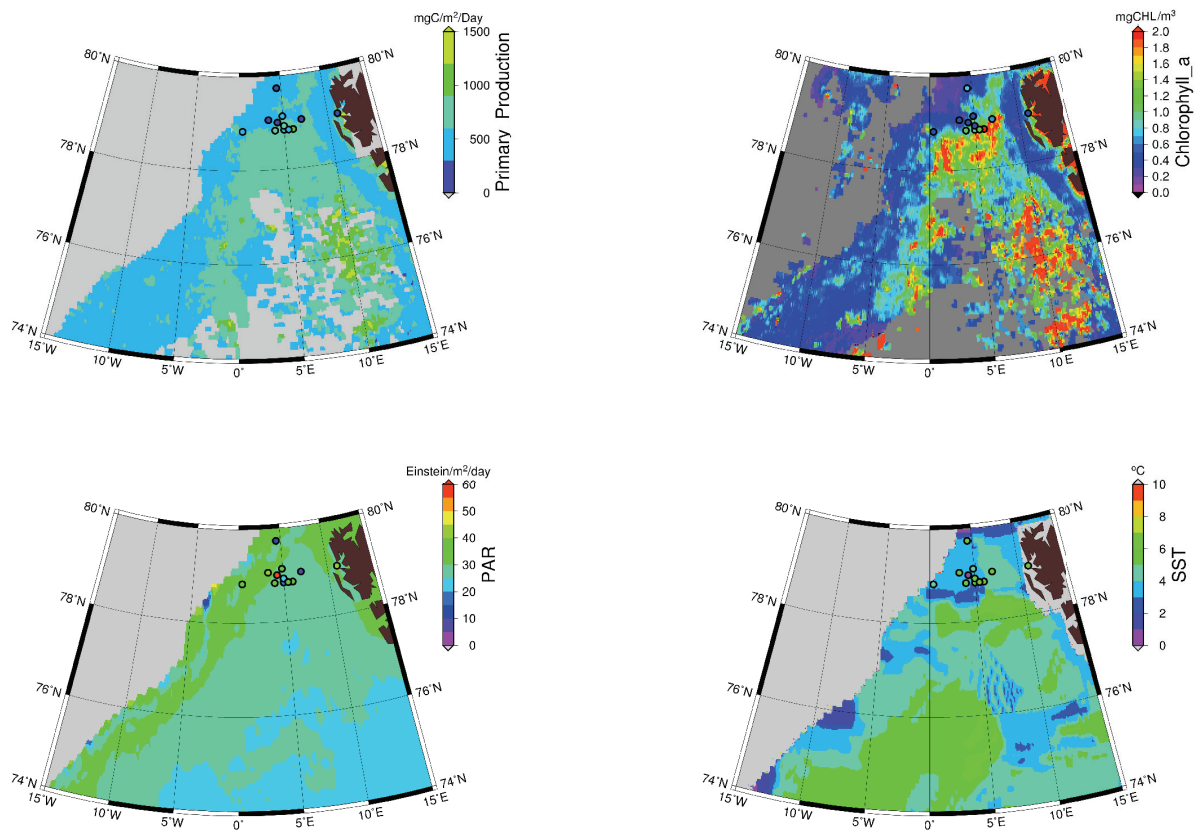 mgC/m²/Day
1500
1000
500
0
Primary Production
80˚N
80˚N
78˚N
78˚N
76˚N
76˚N
74˚N
74˚N
15˚W
10˚W
5˚W
0˚
5˚E
10˚E
15˚E
mgCHL/m³
2.0
1.8
1.6
1.4
1.2
1.0
0.8
0.6
0.4
0.2
0.0
Chlorophyll_a
80˚N
80˚N
78˚N
78˚N
76˚N
76˚N
74˚N
74˚N
15˚W
10˚W
5˚W
0˚
5˚E
10˚E
15˚E
Einstein/m²/day
60
50
40
30
20
10
0
PAR
80˚N
80˚N
78˚N
78˚N
76˚N
76˚N
74˚N
74˚N
15˚W
10˚W
5˚W
0˚
5˚E
10˚E
15˚E
ºC
10
8
6
4
2
0
SST
80˚N
80˚N
78˚N
78˚N
76˚N
76˚N
74˚N
74˚N
15˚W
10˚W
5˚W
0˚
5˚E
10˚E
15˚E